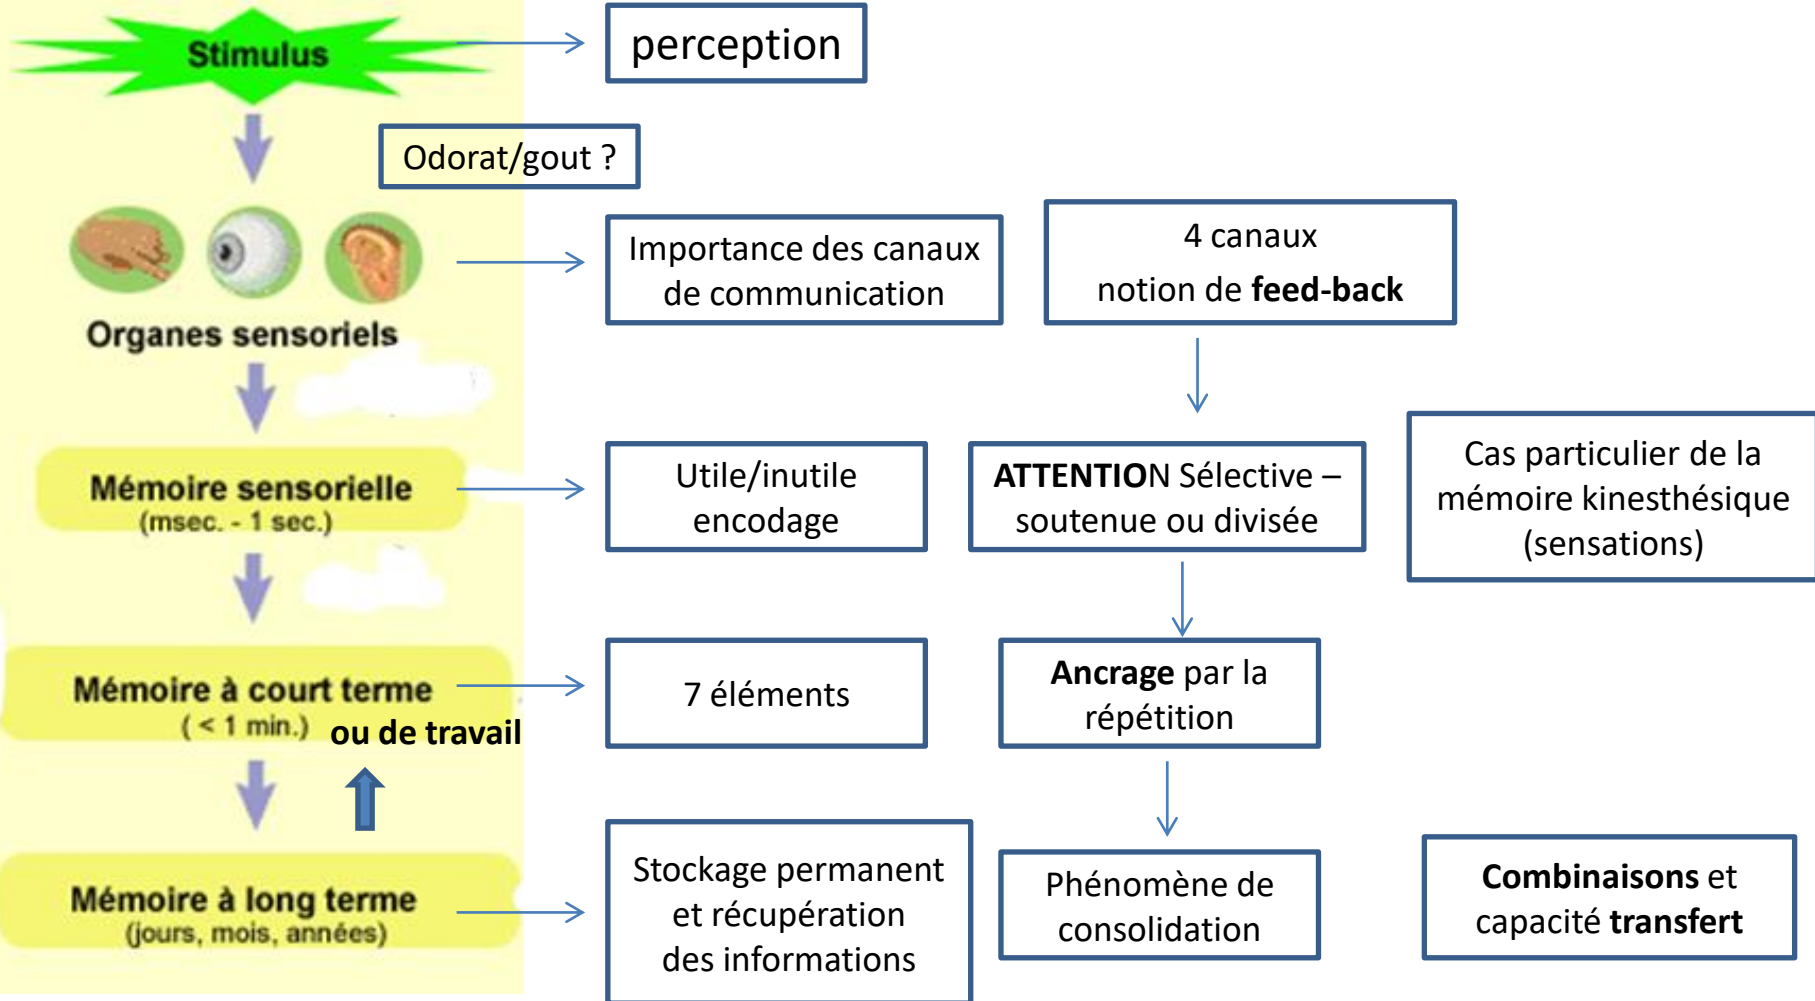 Stimulus
perception
Odorat/gout ?
Organes sensoriels
Importance des canaux
de communication
4 canaux
notion de feed-back
Mémoire sensorielle
(msec. - 1 sec.)
Utile/inutile
encodage
ATTENTION Sélective –
soutenue ou divisée
Cas particulier de la
mémoire kinesthésique
(sensations)
Mémoire à court terme
( < 1 min.)
ou de travail
7 éléments
Ancrage par la
répétition
Mémoire à long terme
(jours, mois, années)
Stockage permanent
et récupération
des informations
Phénomène de
consolidation
Combinaisons et
capacité transfert